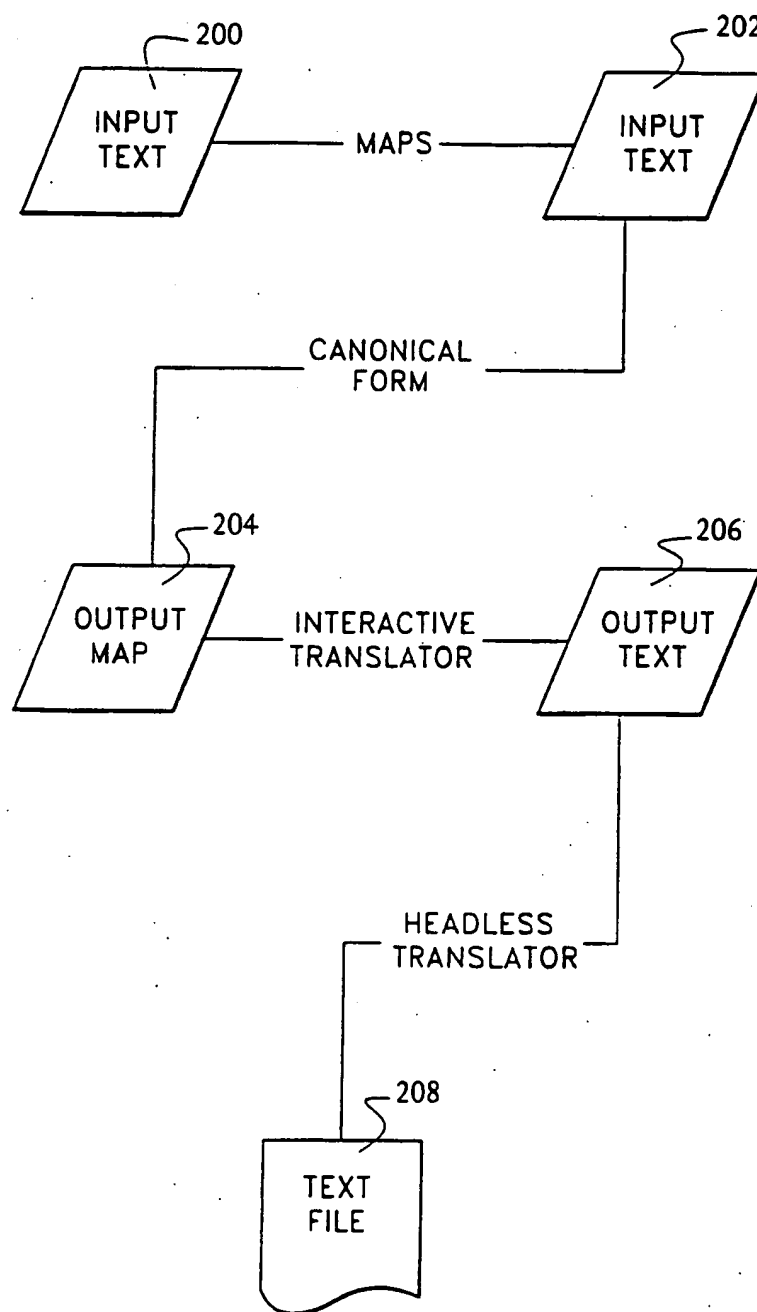 200
202
INPUT
TEXT
MAPS
INPUT
TEXT
CANONICAL
FORM
204
206
OUTPUT
MAP
INTERACTIVE
TRANSLATOR
OUTPUT
TEXT
HEADLESS
TRANSLATOR
208
TEXT
FILE